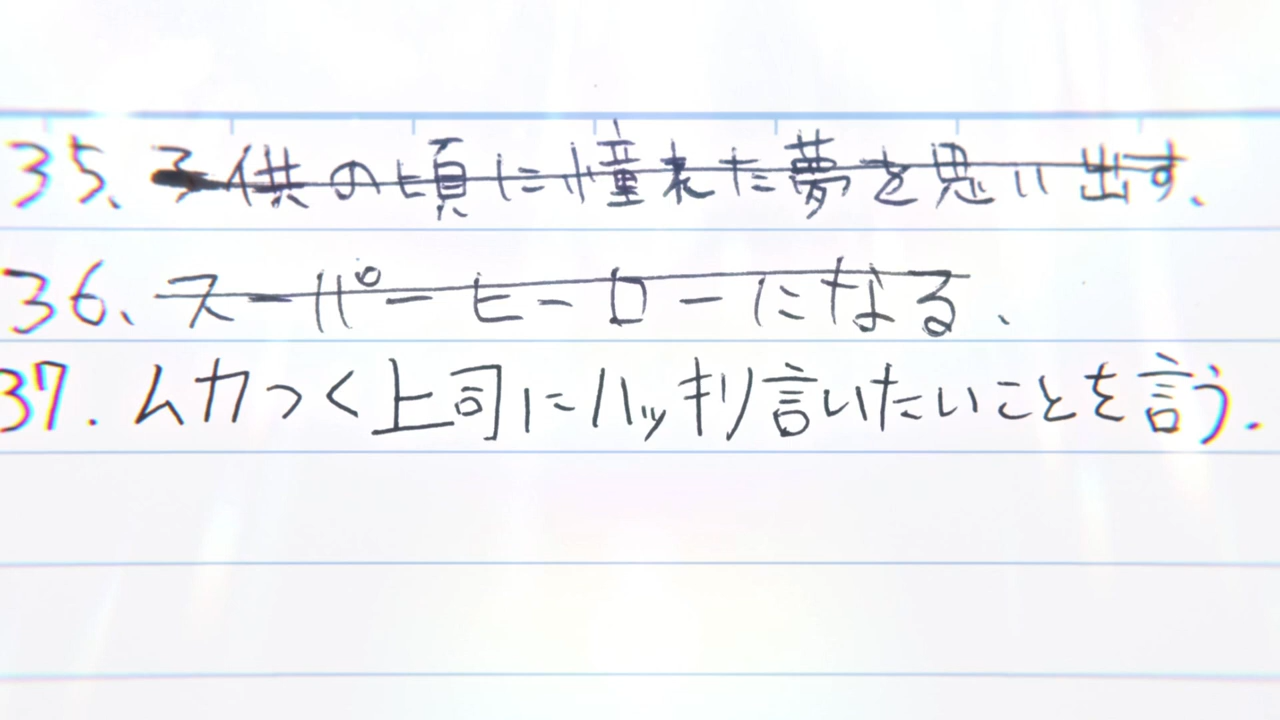 35、子供の頃に憧れた夢を思い出す、
36、スーパーヒーローになる、
37. ムカつく上司にハッキリ言いたいことを言う.